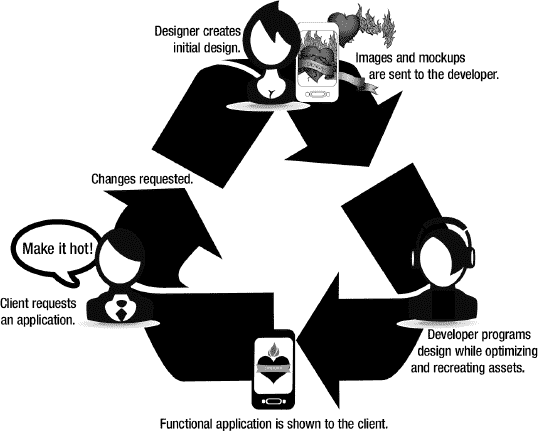 Designer creates
initial design.
Images and mockups
are sent to the developer.
Changes requested.
Make it hot!
Client requests
an application.
Developer programs
design while optimizing
and recreating assets.
Functional application is shown to the client.